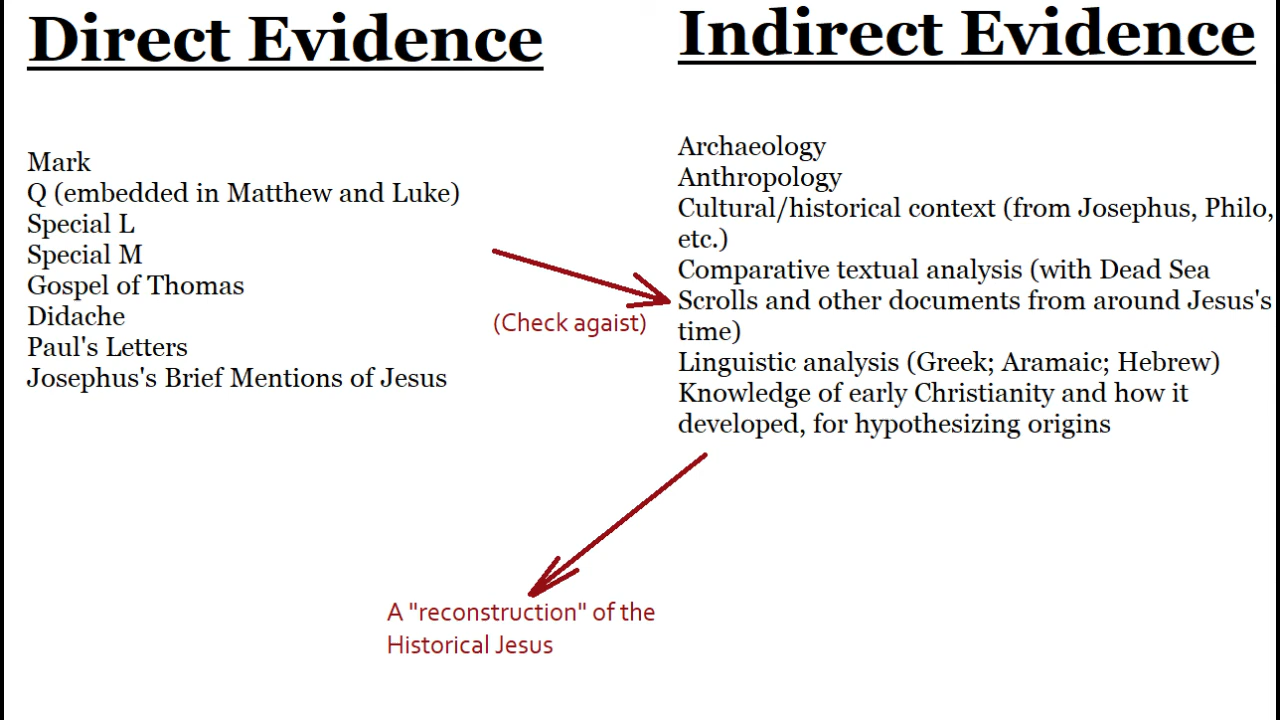 Direct Evidence
Mark
Q (embedded in Matthew and Luke)
Special L
Special M
Gospel of Thomas
Didache
Paul's Letters
Josephus's Brief Mentions of Jesus
(Check agaist)
Indirect Evidence
Archaeology
Anthropology
Cultural/historical context (from Josephus, Philo,
etc.)
Comparative textual analysis (with Dead Sea
Scrolls and other documents from around Jesus's
time)
Linguistic analysis (Greek; Aramaic; Hebrew)
Knowledge of early Christianity and how it
developed, for hypothesizing origins
A "reconstruction" of the
Historical Jesus